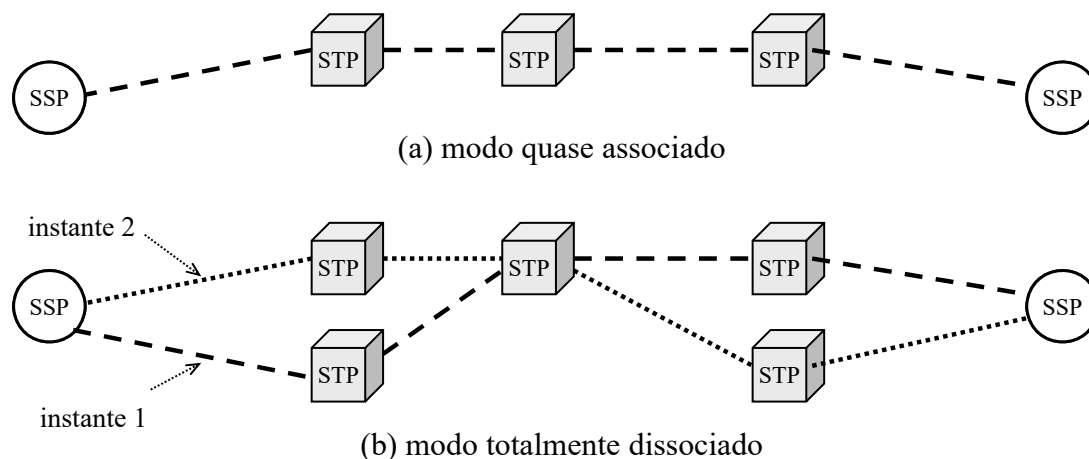 SSP STP STP STP SSP
(a) modo quase associado
instante 2
STP STP STP
SSP SSP
STP STP
instante 1
(b) modo totalmente dissociado